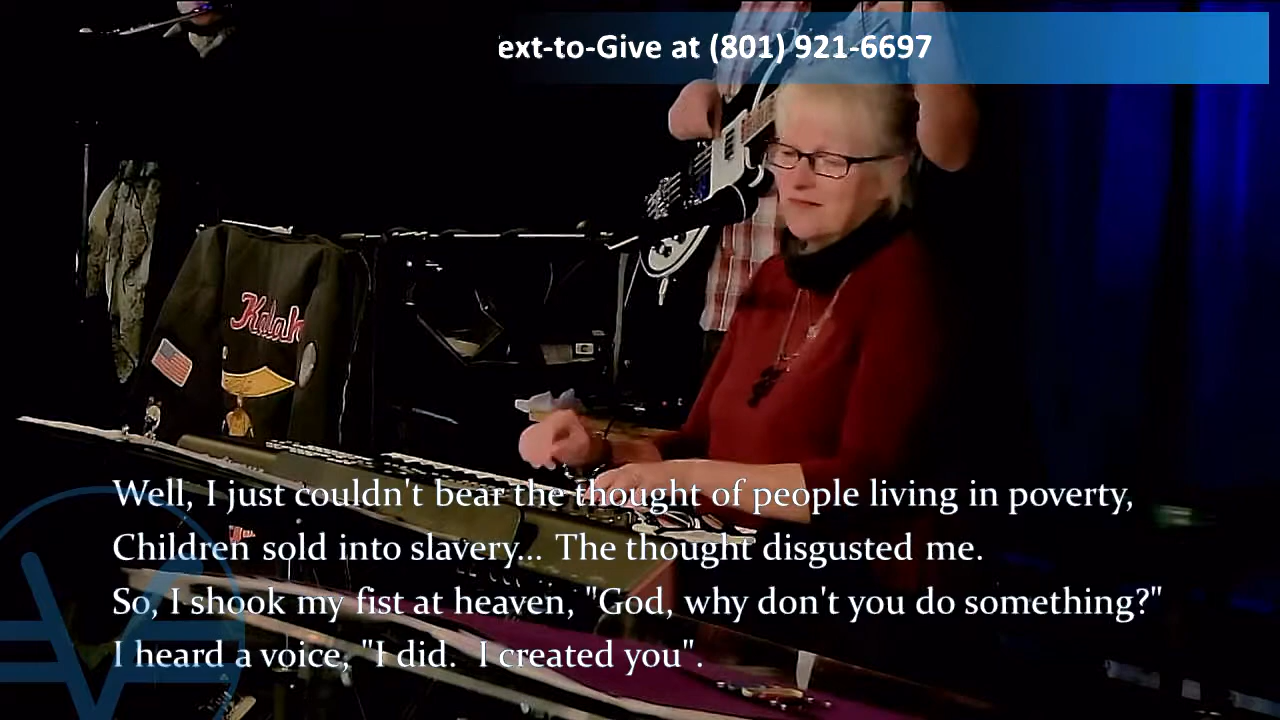 ext-to-Give at (801) 921-6697
Kalah
Well, I just couldn't bear the thought of people living in poverty,
Children sold into slavery... The thought disgusted me.
So, I shook my fist at heaven, "God, why don't you do something?"
I heard a voice, "I did. I created you".